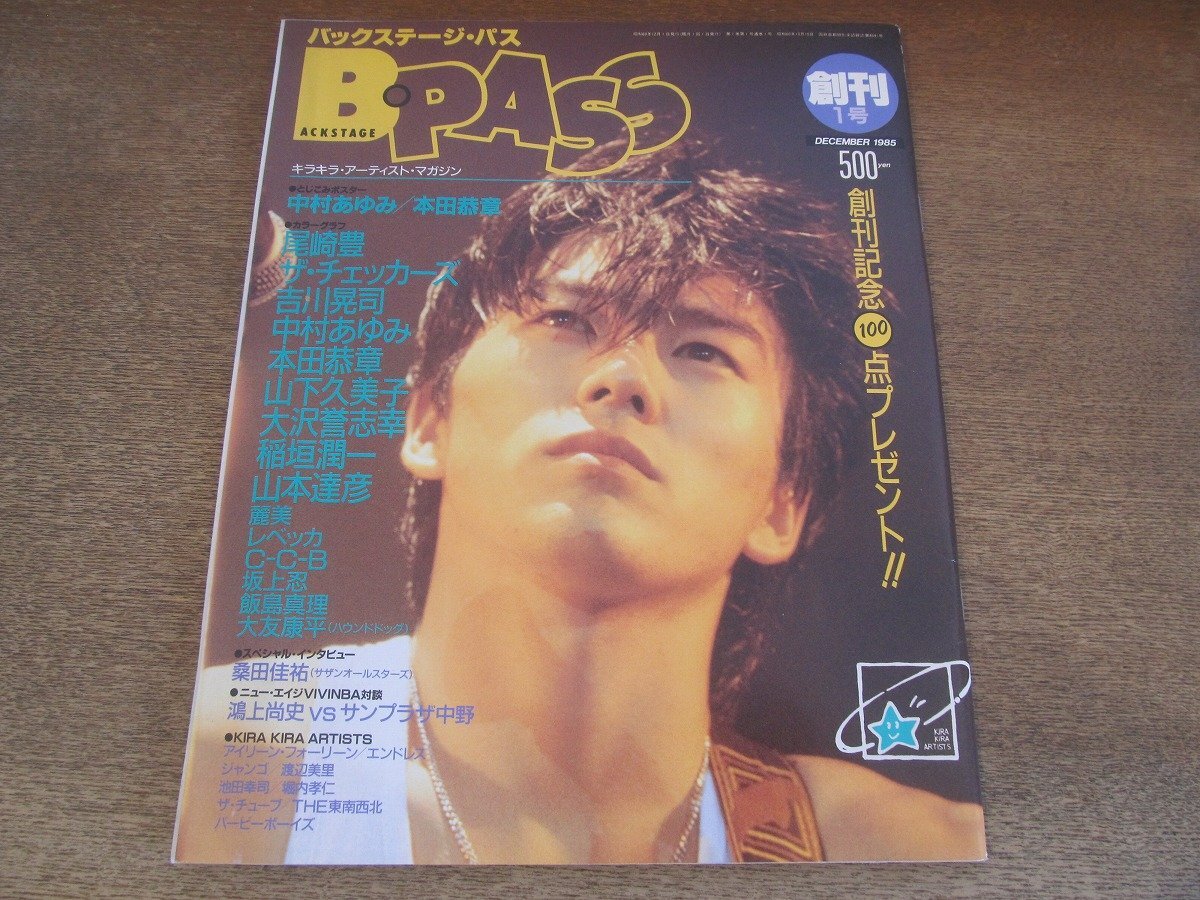 バックステージ・パス
B・PASS
ACKSTAGE
キラキラ・アーティスト・マガジン
創刊
1号
DECEMBER 1985
500yen
創刊記念100点プレゼント!!
●とじこみポスター
中村あゆみ/本田恭章
●カラーグラフ
尾崎豊
ザ・チェッカーズ
吉川晃司
中村あゆみ
本田恭章
山下久美子
大沢誉志幸
稲垣潤一
山本達彦
麗美
レベッカ
C-C-B
坂上忍
飯島真理
大友康平(ハウンドドッグ)
●スペシャル・インタビュー
桑田佳祐(サザンオールスターズ)
●ニュー・エイジVIVINBA対談
鴻上尚史VSサンプラザ中野
●KIRA KIRA ARTISTS
アイリーン・フォーリーン/エンドレス
ジャンゴ/渡辺美里
池田幸司/堀内孝仁
ザ・チューブ/THE東南西北
バービーボーイズ
KIRA
KIRA
ARTISTS